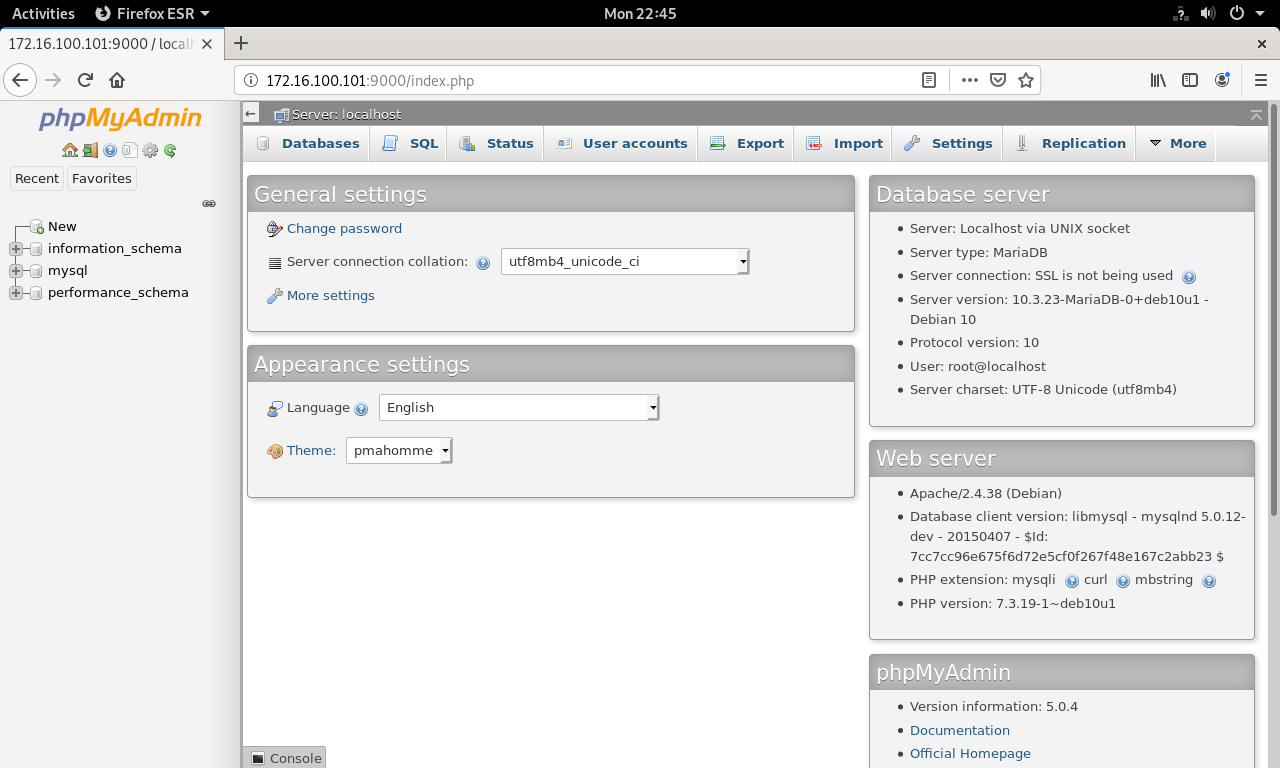 Activities Firefox ESR Mon 22:45
172.16.100.101:9000 / local
172.16.100.101:9000/index.php
phpMyAdmin
Recent Favorites
New
information_schema
mysql
performance_schema
Server: localhost
Databases SQL Status User accounts Export Import Settings Replication More
General settings
Change password
Server connection collation: utf8mb4_unicode_ci
More settings
Appearance settings
Language English
Theme: pmahomme
Database server
Server: Localhost via UNIX socket
Server type: MariaDB
Server connection: SSL is not being used
Server version: 10.3.23-MariaDB-0+deb10u1 -
Debian 10
Protocol version: 10
User: root@localhost
Server charset: UTF-8 Unicode (utf8mb4)
Web server
Apache/2.4.38 (Debian)
Database client version: libmysql - mysqlnd 5.0.12-
dev - 20150407 - $Id:
7cc7cc96e675f6d72e5cf0f267f48e167c2abb23 $
PHP extension: mysqli curl mbstring
PHP version: 7.3.19-1~deb10u1
phpMyAdmin
Version information: 5.0.4
Documentation
Official Homepage
Console